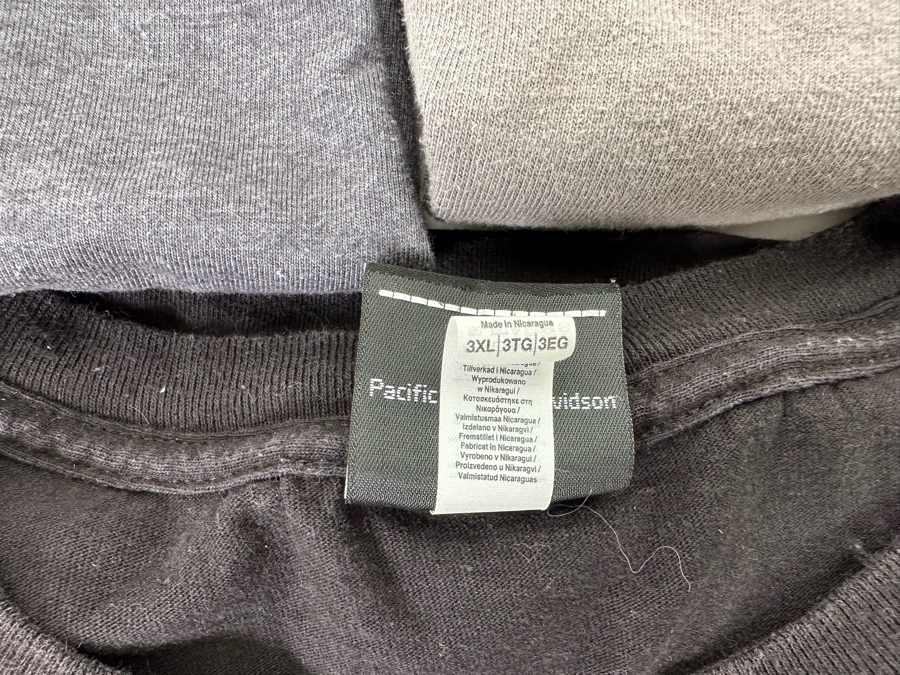 Made in Nicaragua
3XL|3TG|3EG
Tillverkad i Nicaragua /
Wyprodukowano
w Nikaragui /
Κατασκευάστηκε στη
Νικαράγουα /
Pacific vidson
Valmistusmaa Nicaragua /
Izdelano v Nikaragvi /
Fremstillet i Nicaragua /
Fabricat în Nicaragua /
Vyrobeno v Nikaragui /
Proizvedeno u Nikaragvi /
Valmistatud Nicaraguas